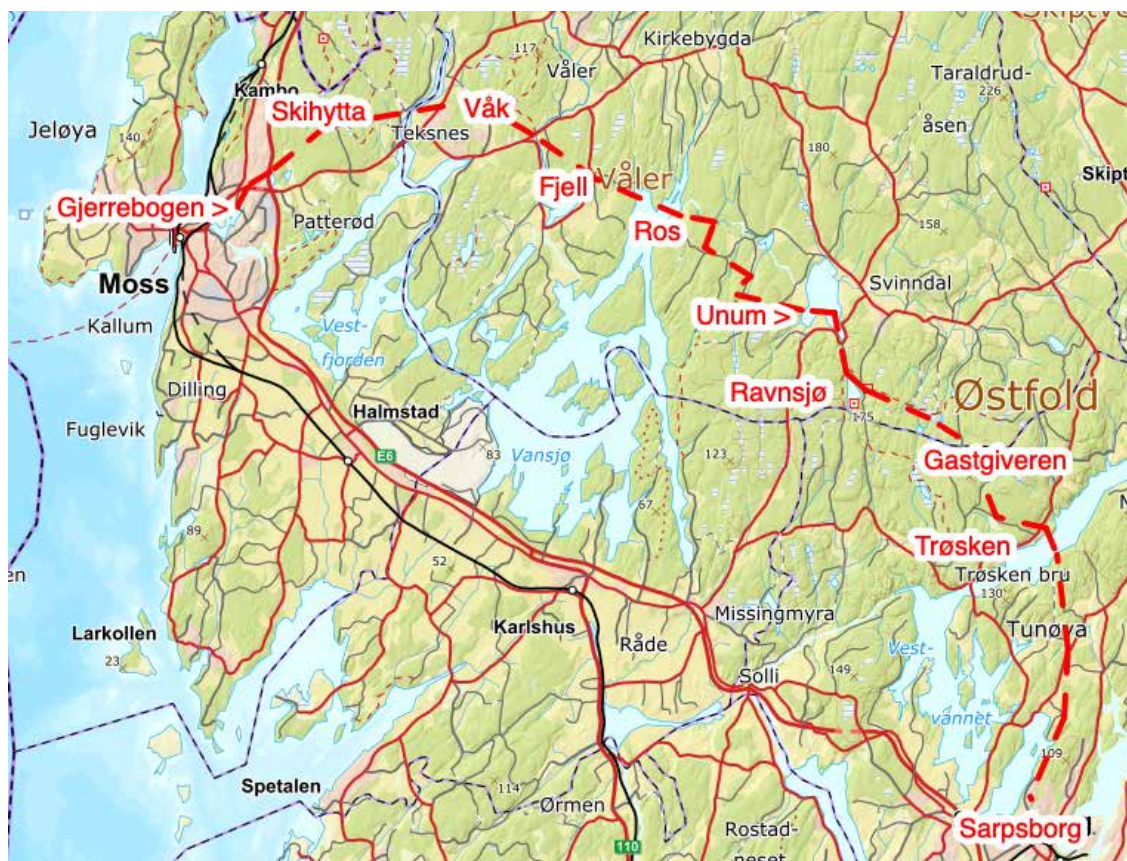 Skiptv
Kirkebygda
117
Våler
Kambo
Taraldrud-
åsen
226
Skihytta
Våk
Jeløya
140
Teksnes
180
Skipt
Fjell
Våler
Gjerrebogen >
Patterød
Ros
158
Moss
Svinndal
Unum >
Kallum
Vest-
fjorden
Dilling
Ravnsjø
175
Østfold
Halmstad
Fuglevik
E6
83
Vansjø
123
Gastgiveren
67
89
52
Trøsken
Trøsken bru
130
Missingmyra
Larkollen
23
Karlshus
Råde
Tunøya
Vest-
vannet
149
Solli
109
Spetalen
114
Ørmen
Sarpsborg
Rostad-
neset
110